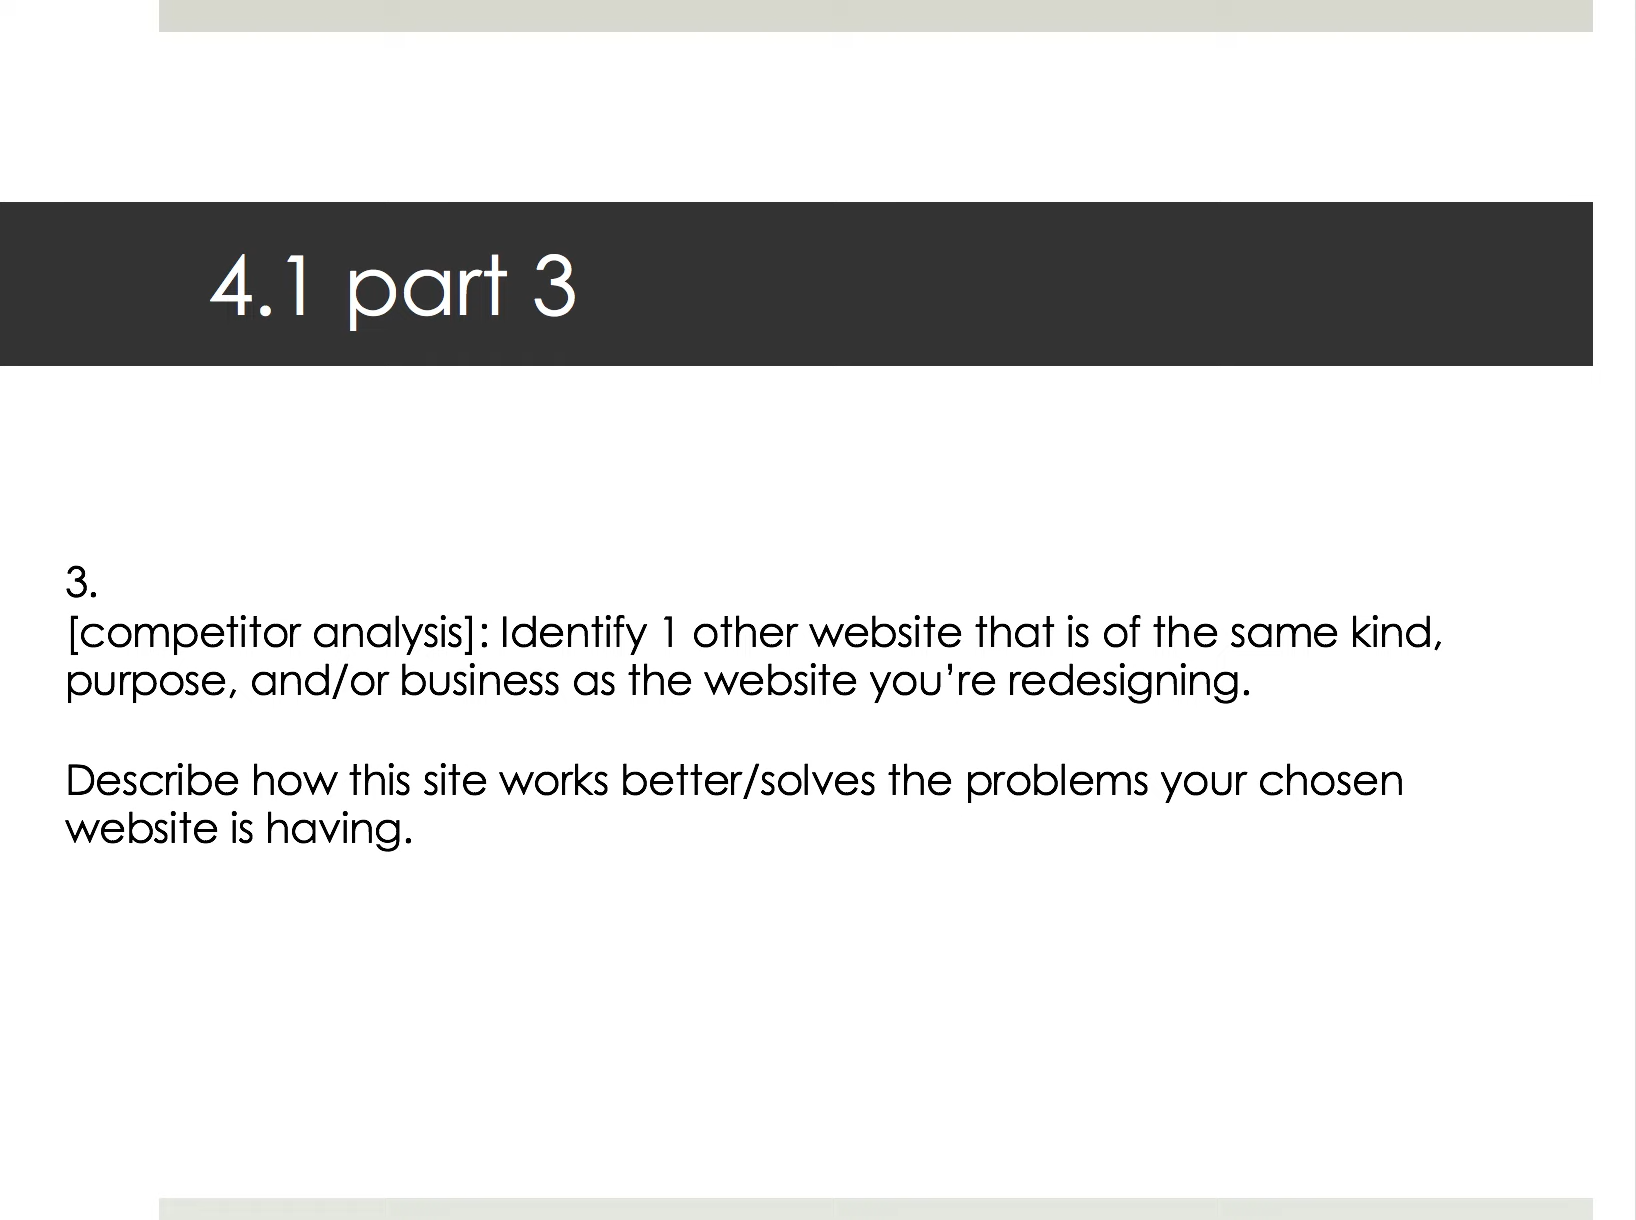 4.1 part 3
3.
[competitor analysis]: Identify 1 other website that is of the same kind,
purpose, and/or business as the website you’re redesigning.
Describe how this site works better/solves the problems your chosen
website is having.